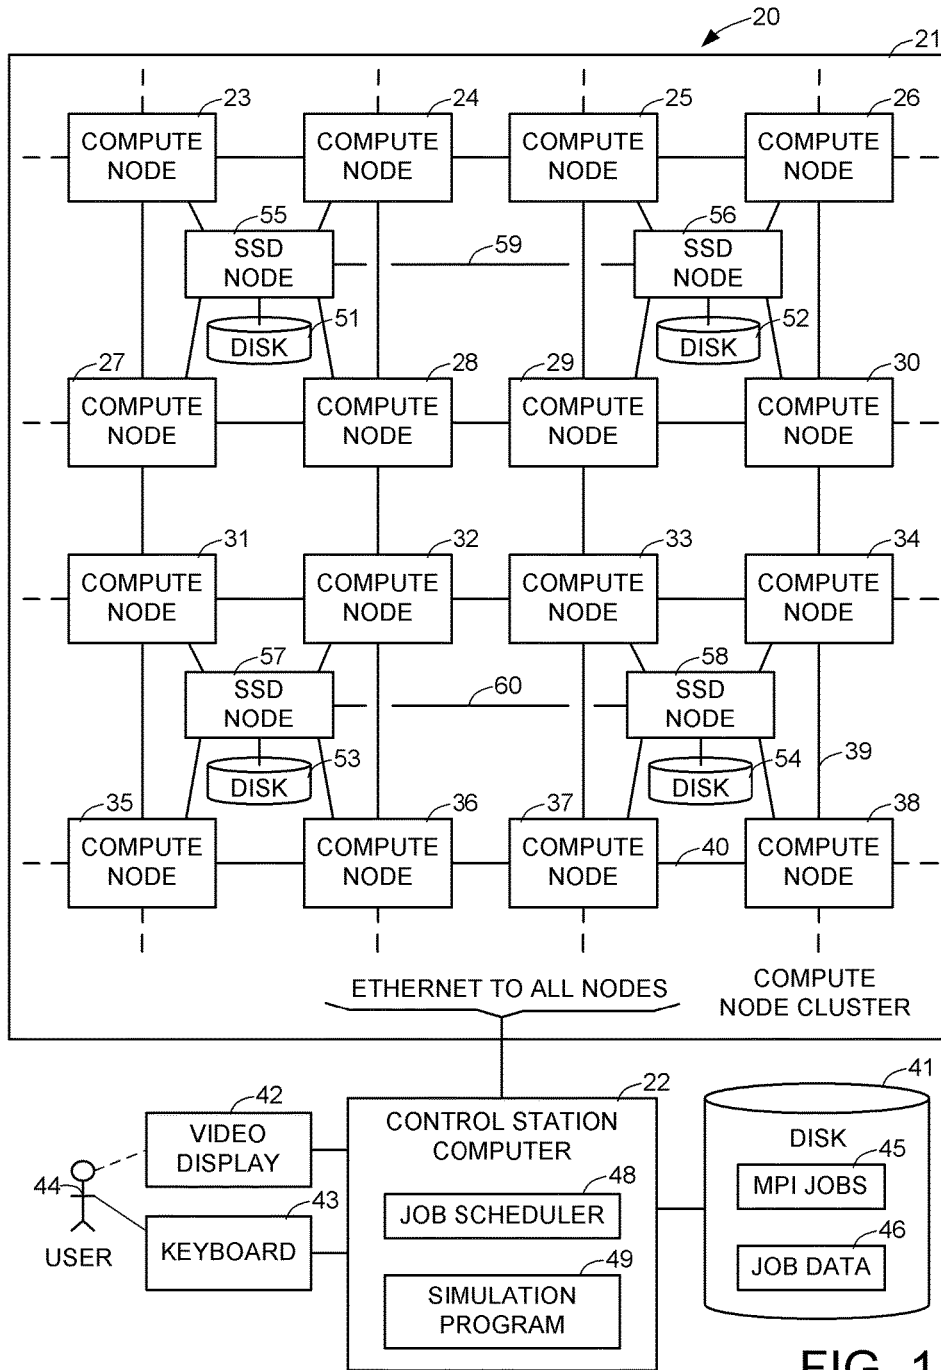 20
21
23
24
25
26
COMPUTE NODE
COMPUTE NODE
COMPUTE NODE
COMPUTE NODE
55
56
SSD NODE
59
SSD NODE
51
52
DISK
DISK
27
28
29
30
COMPUTE NODE
COMPUTE NODE
COMPUTE NODE
COMPUTE NODE
31
32
33
34
COMPUTE NODE
COMPUTE NODE
COMPUTE NODE
COMPUTE NODE
57
58
SSD NODE
60
SSD NODE
53
54
39
DISK
DISK
35
36
37
38
COMPUTE NODE
COMPUTE NODE
COMPUTE NODE
40
COMPUTE NODE
ETHERNET TO ALL NODES
COMPUTE
NODE CLUSTER
42
VIDEO
DISPLAY
44
USER
43
KEYBOARD
22
CONTROL STATION
COMPUTER
48
JOB SCHEDULER
49
SIMULATION
PROGRAM
41
DISK
45
MPI JOBS
46
JOB DATA
FIG. 1